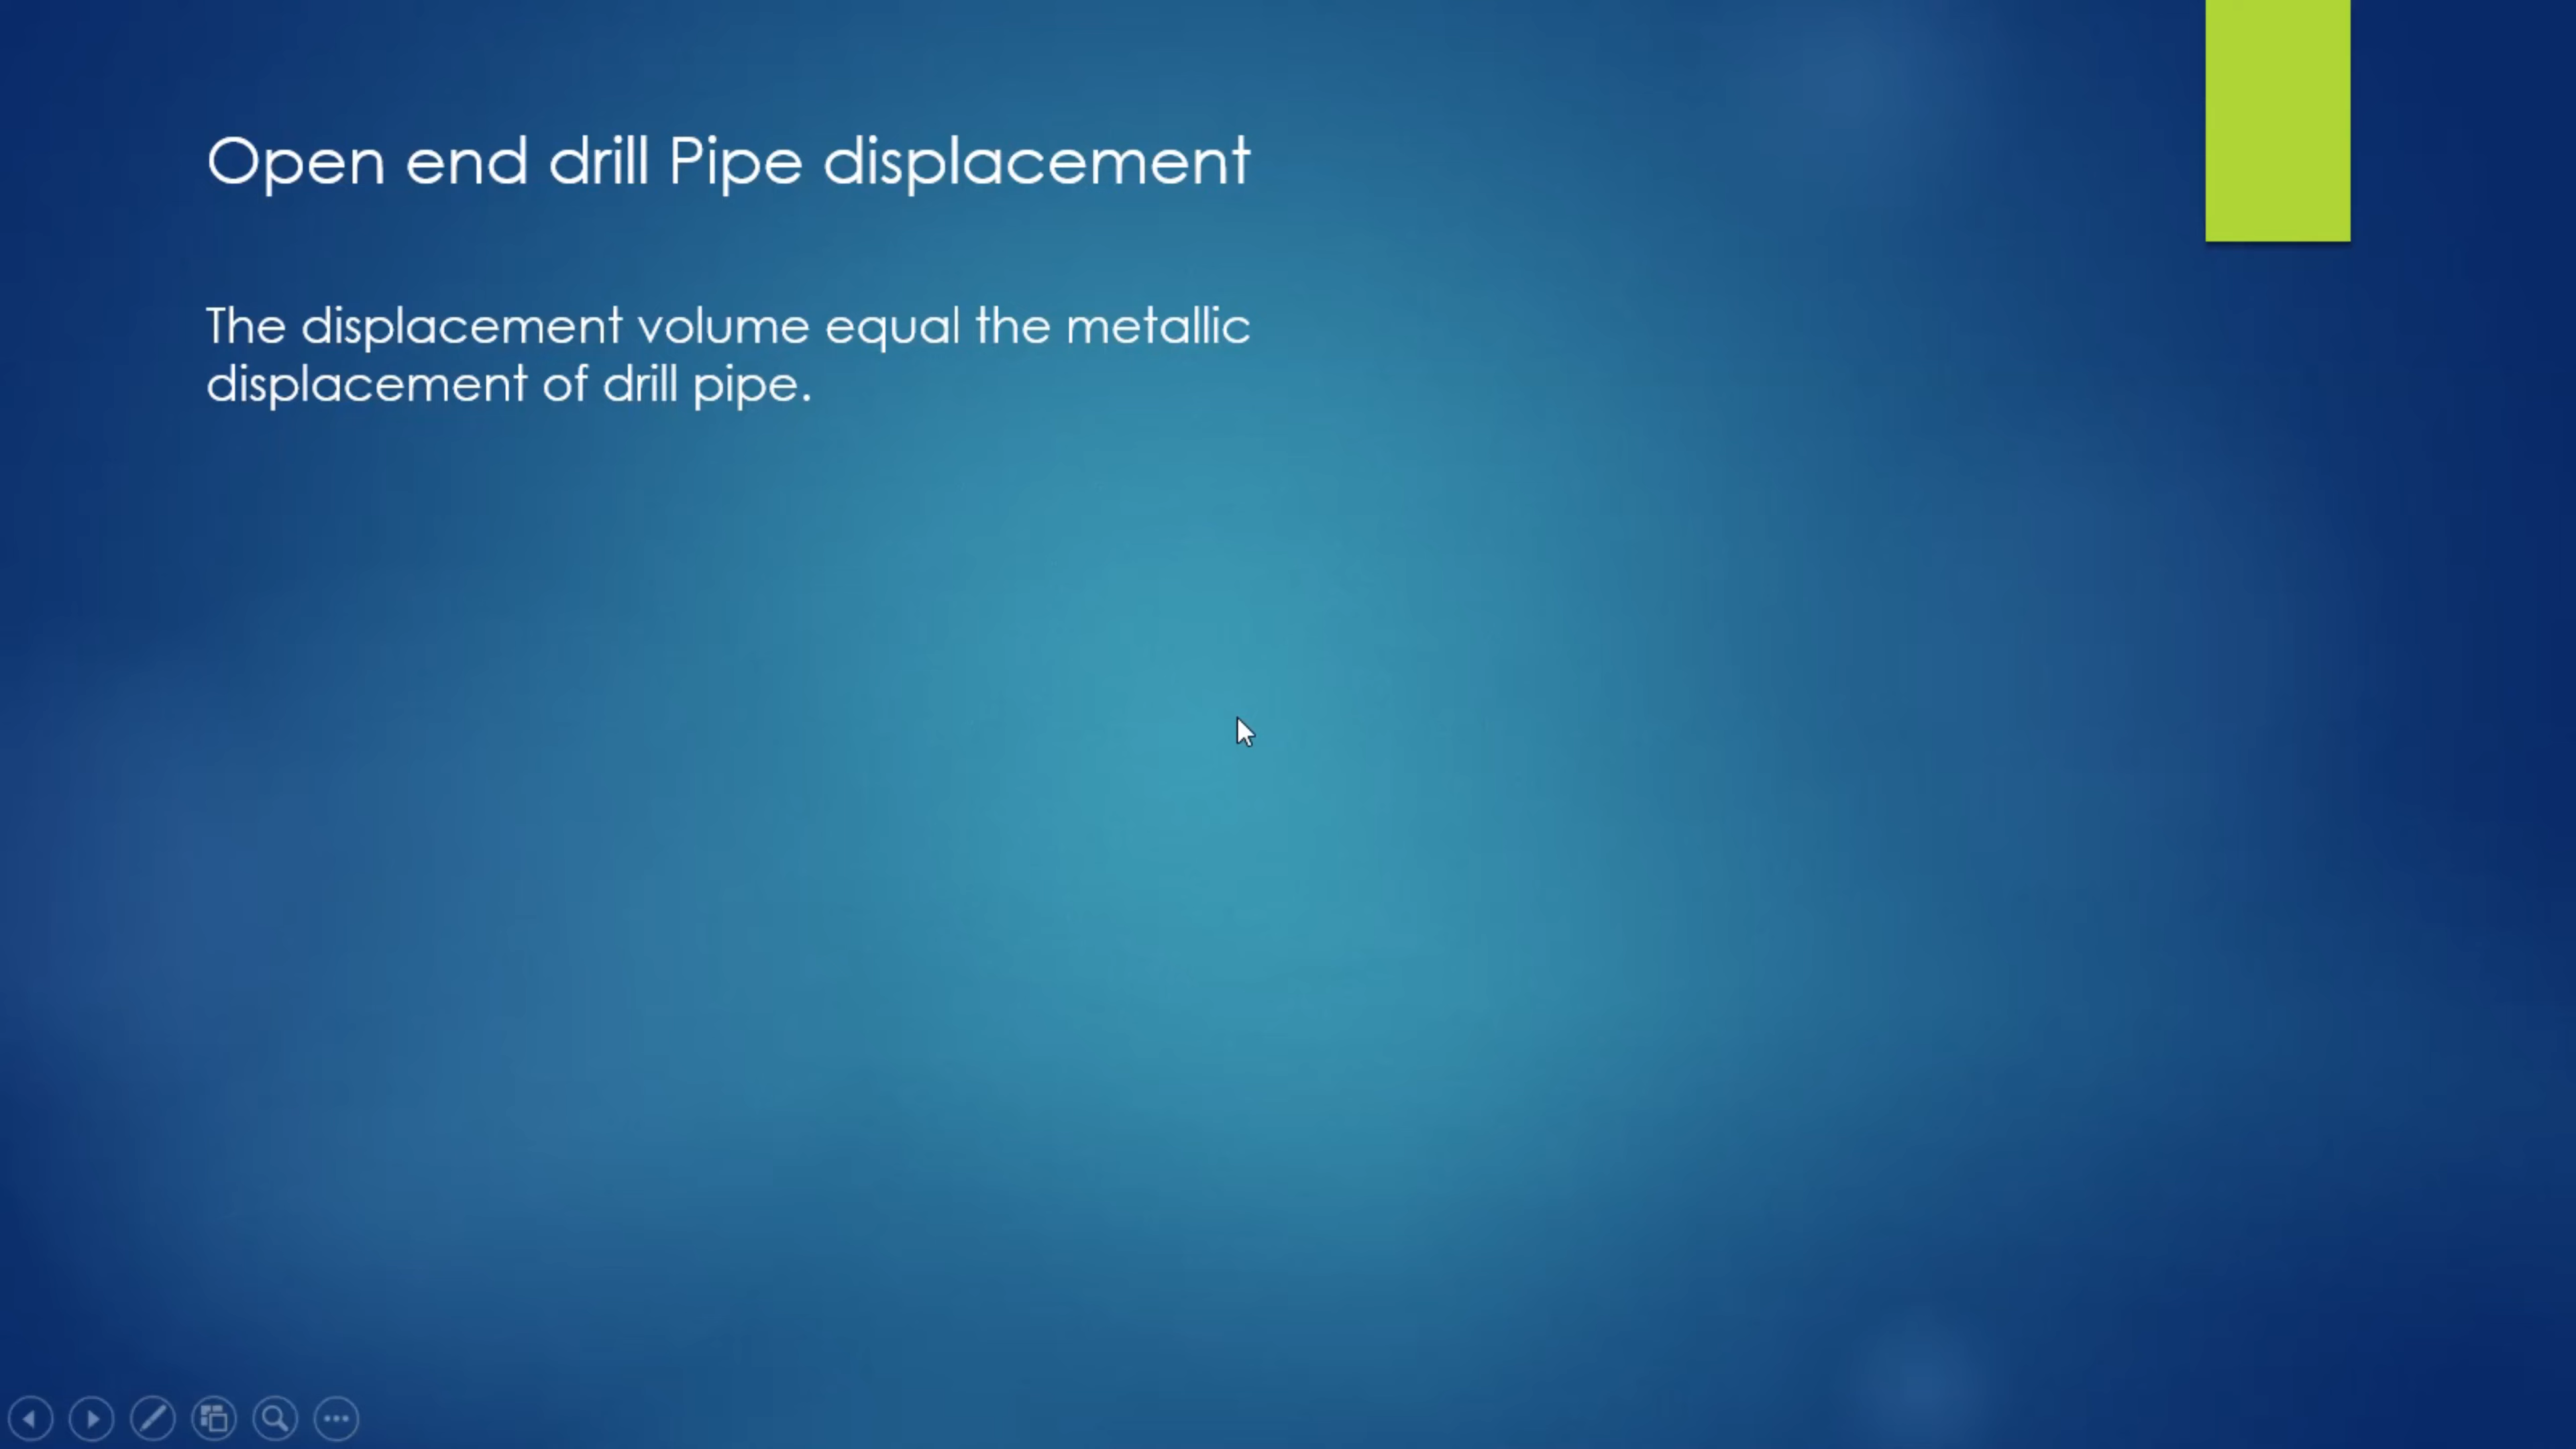 Open end drill Pipe displacement
The displacement volume equal the metallic
displacement of drill pipe.